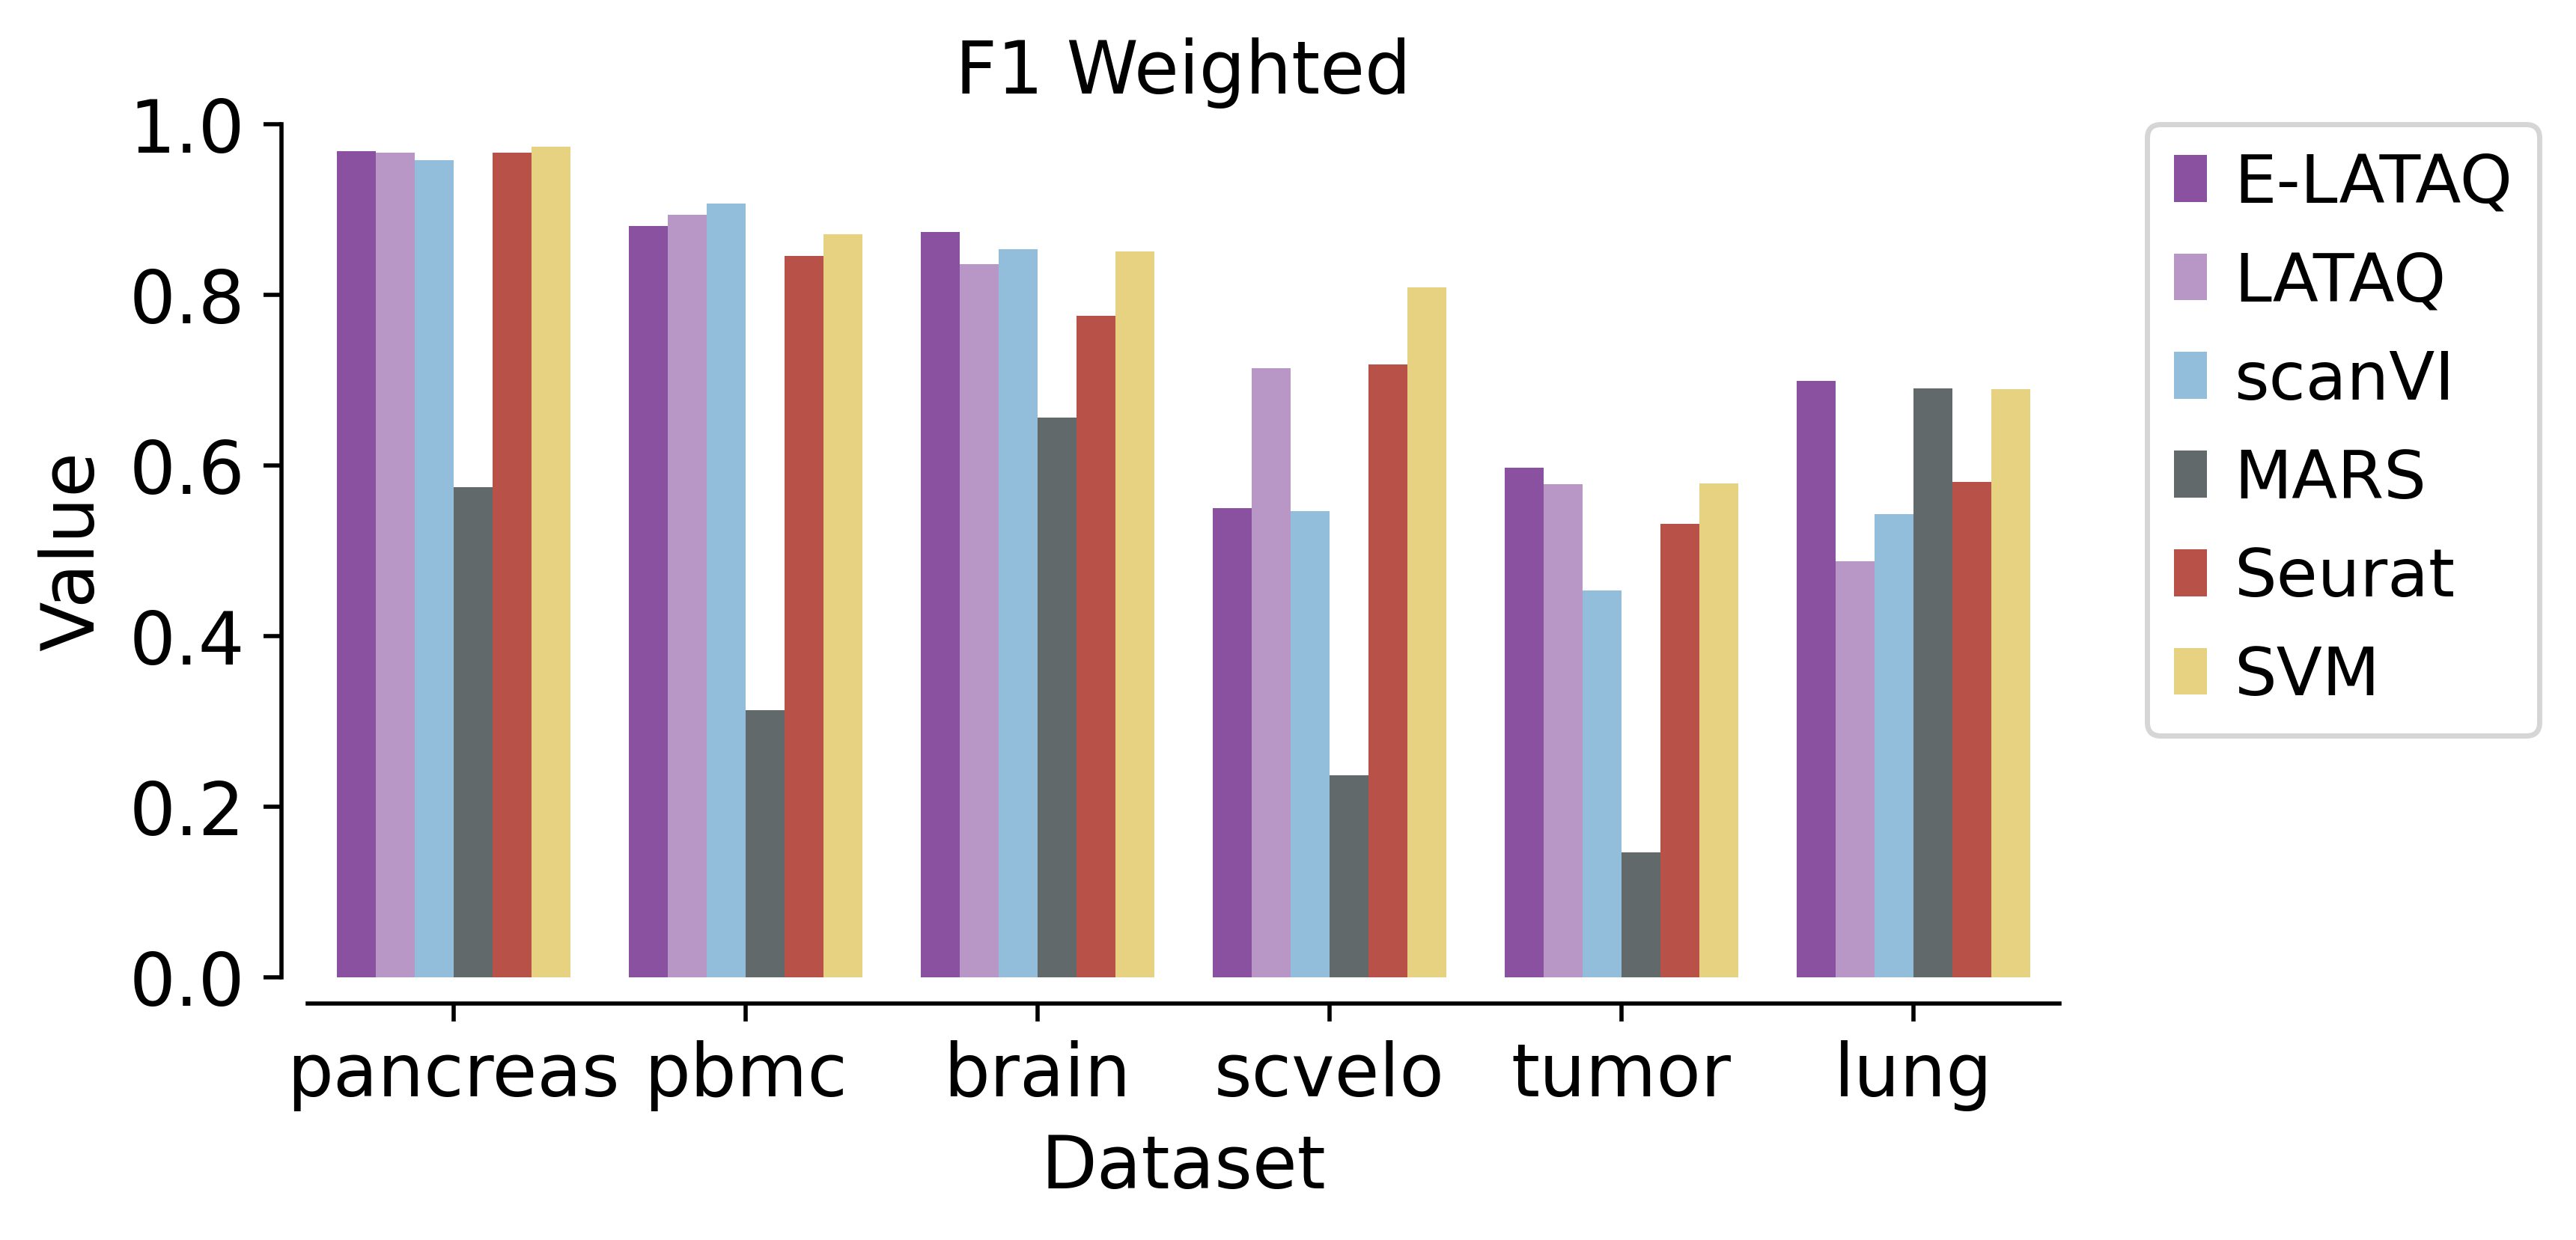 F1 Weighted
1.0
0.8
0.6
0.4
0.2
0.0
Value
pancreas pbmc brain scvelo tumor lung
Dataset
E-LATAQ
LATAQ
scanVI
MARS
Seurat
SVM